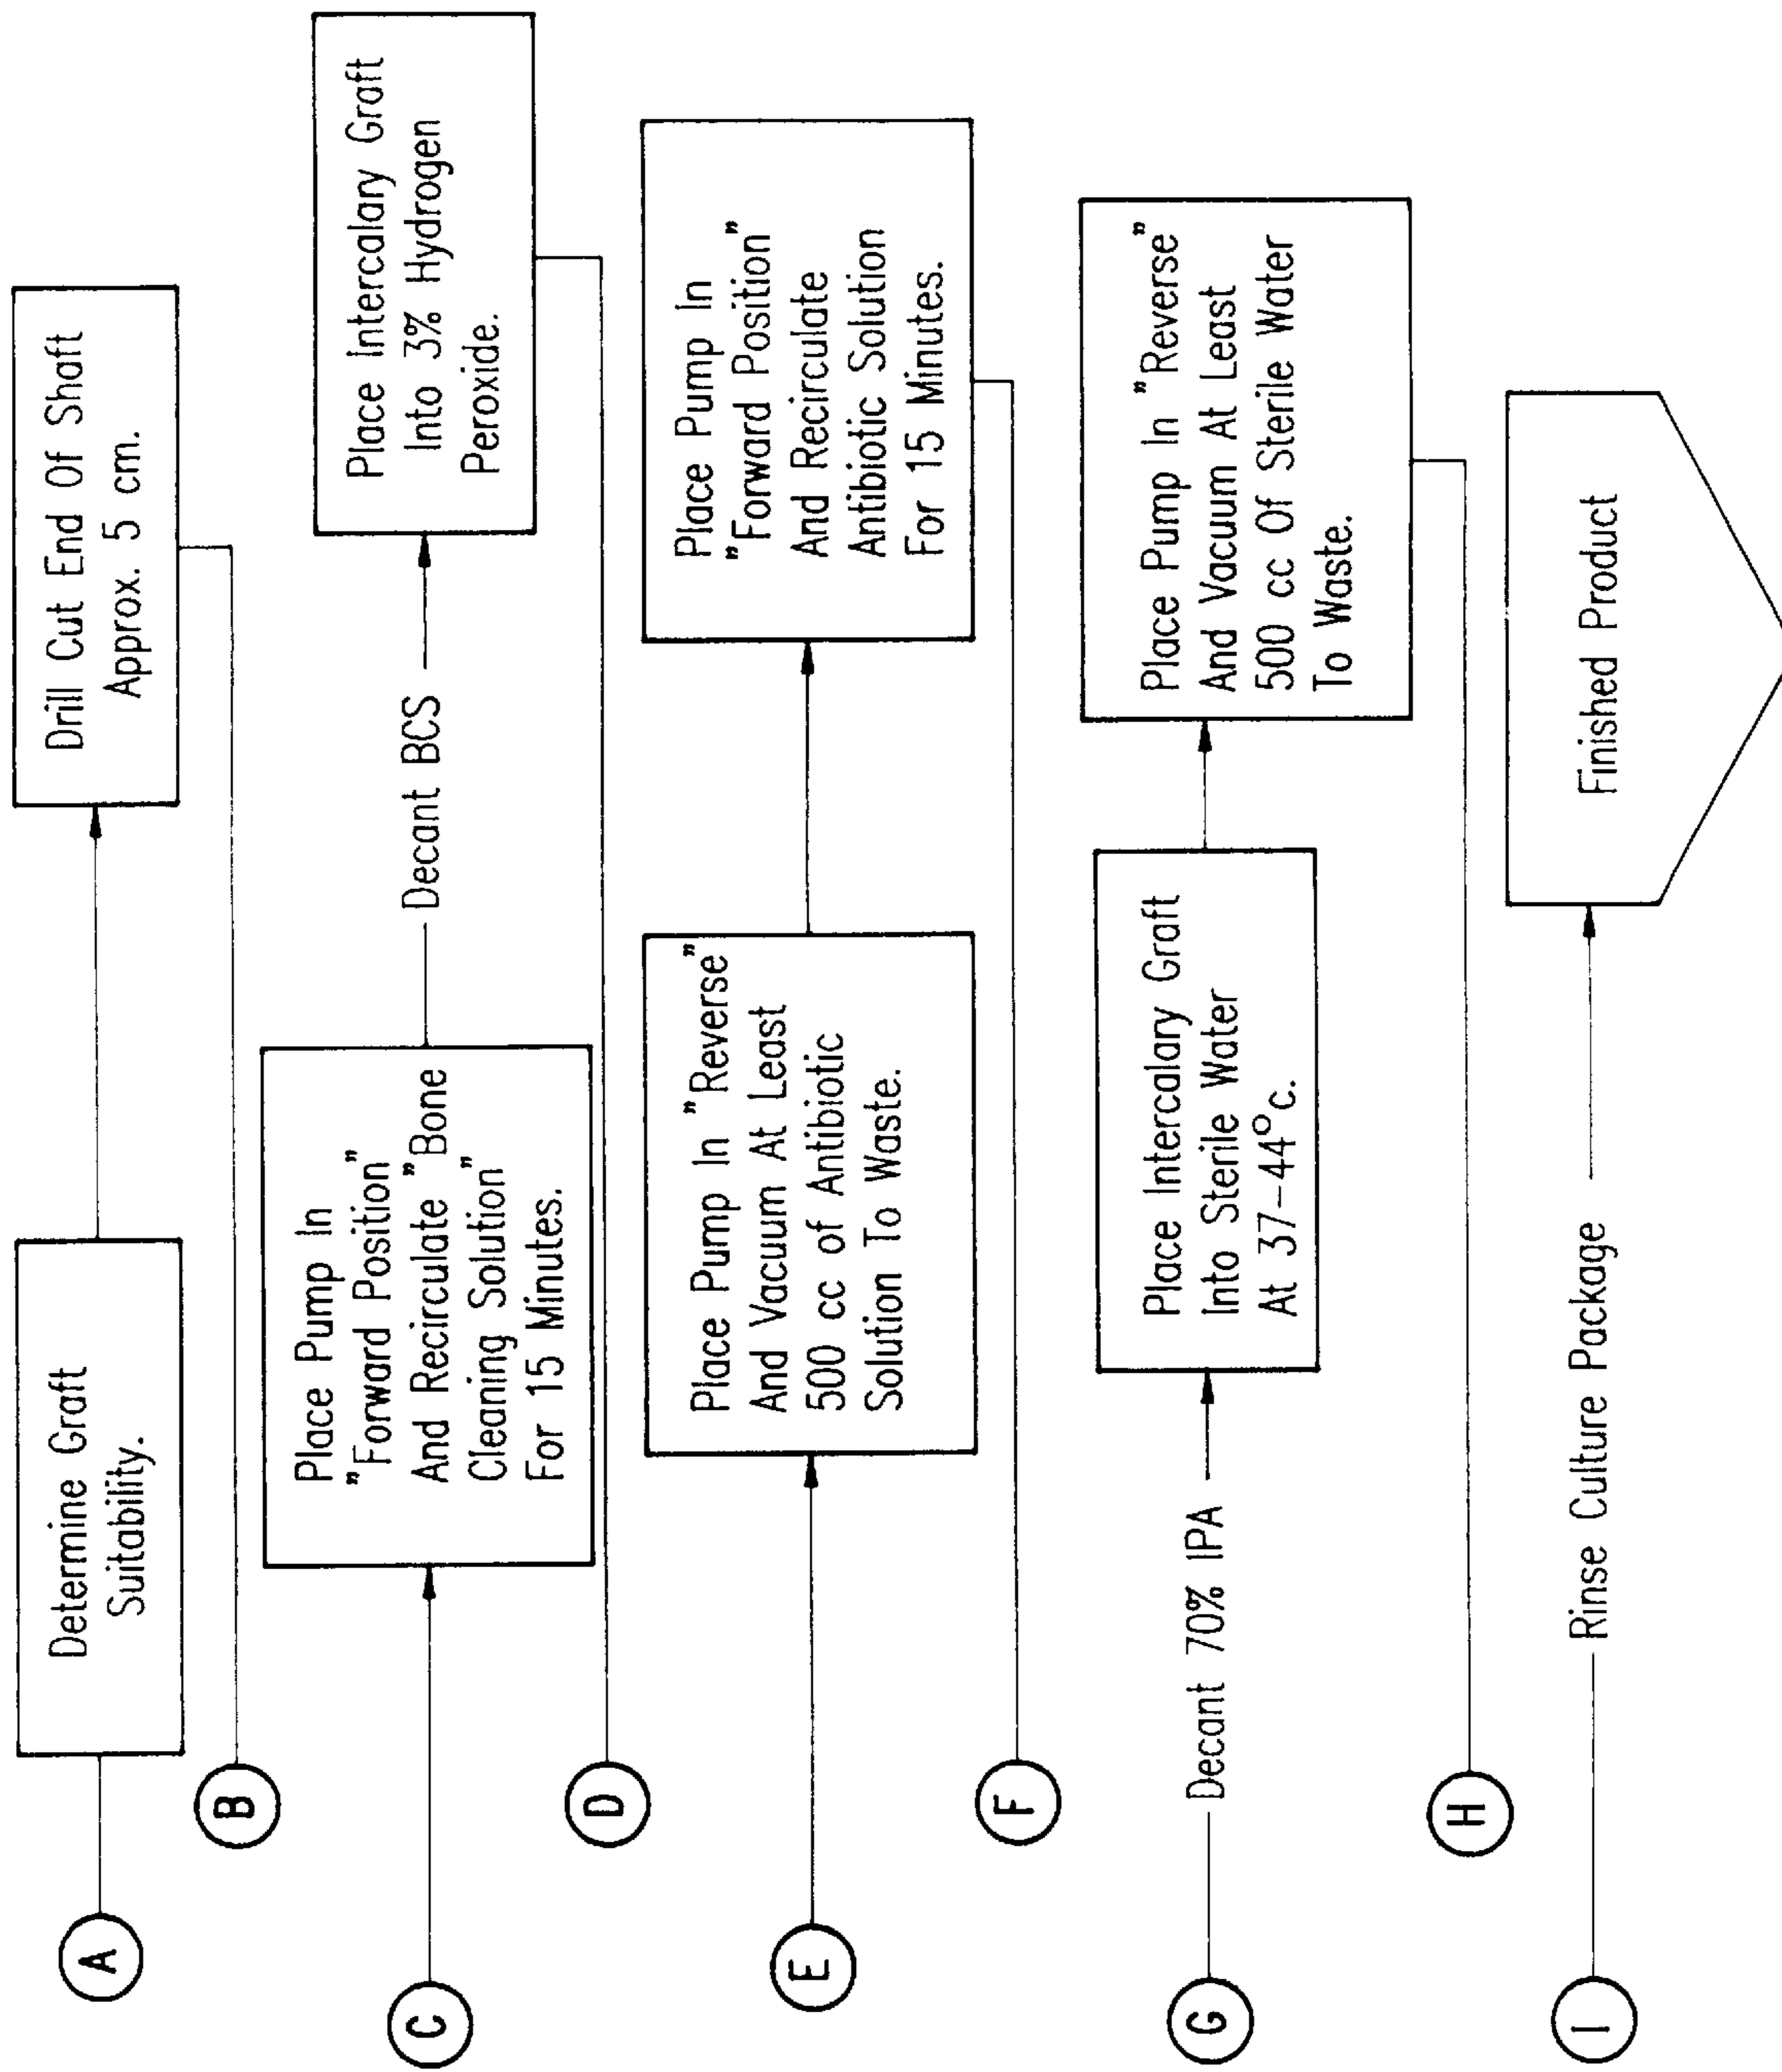 A
Determine Graft
Suitability.
Drill Cut End Of Shaft
Approx. 5 cm.
B
C
Place Pump In
"Forward Position"
And Recirculate "Bone
Cleaning Solution"
For 15 Minutes.
Decant BCS
Place Intercalary Graft
Into 3% Hydrogen
Peroxide.
D
E
Place Pump In "Reverse"
And Vacuum At Least
500 cc of Antibiotic
Solution To Waste.
Place Pump In
"Forward Position"
And Recirculate
Antibiotic Solution
For 15 Minutes.
F
G
Decant 70% IPA
Place Intercalary Graft
Into Sterile Water
At 37-44°c.
Place Pump In "Reverse"
And Vacuum At Least
500 cc Of Sterile Water
To Waste.
H
I
Rinse Culture Package
Finished Product